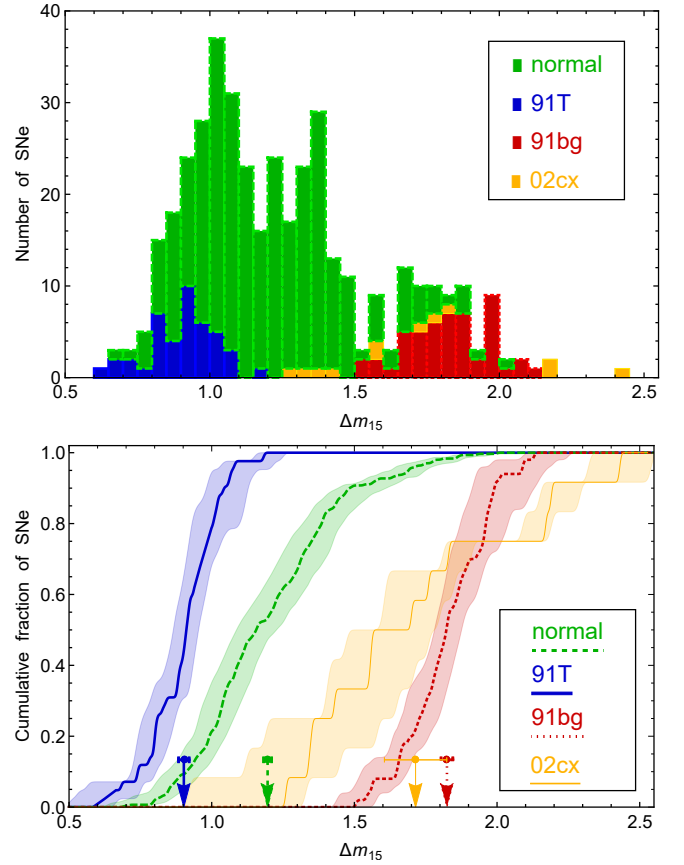 40
30
20
10
0
Number of SNe
normal
91T
91bg
02cx
0.5 1.0 1.5 2.0 2.5
Δm15
1.0
0.8
0.6
0.4
0.2
0.0
Cumulative fraction of SNe
normal
91T
91bg
02cx
0.5 1.0 1.5 2.0 2.5
Δm15